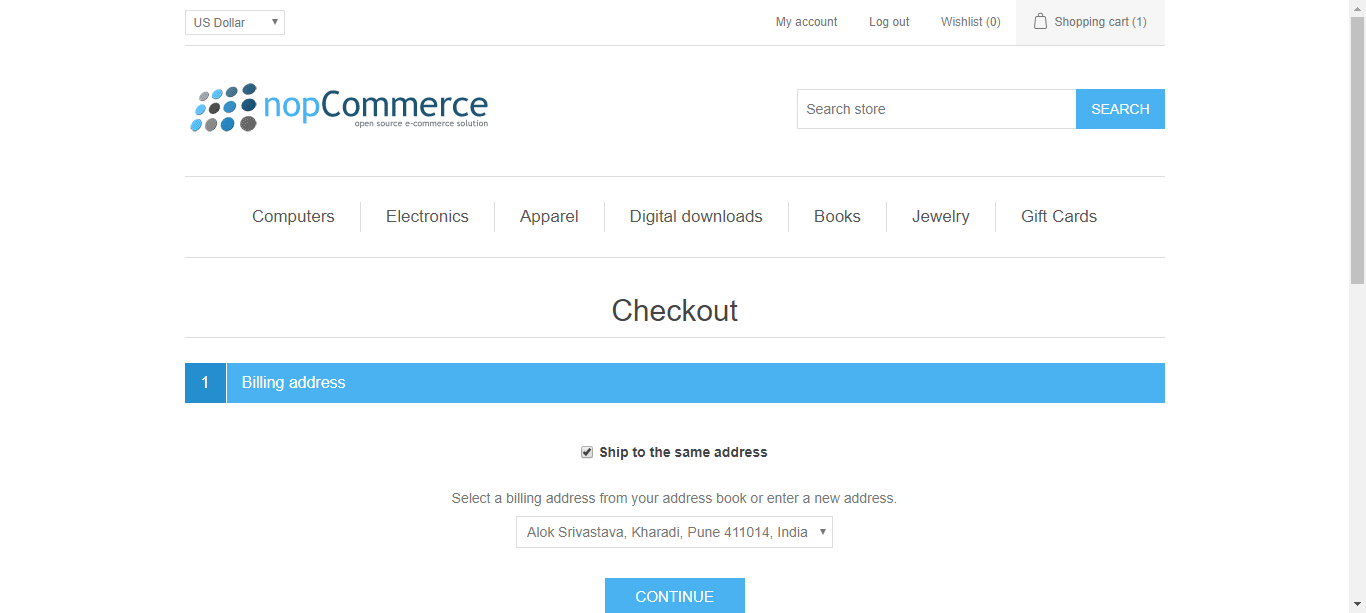 US Dollar My account Log out Wishlist (0) Shopping cart (1)
nopCommerce
open source e-commerce solution
Search store SEARCH
Computers Electronics Apparel Digital downloads Books Jewelry Gift Cards
Checkout
1 Billing address
Ship to the same address
Select a billing address from your address book or enter a new address.
Alok Srivastava, Kharadi, Pune 411014, India
CONTINUE